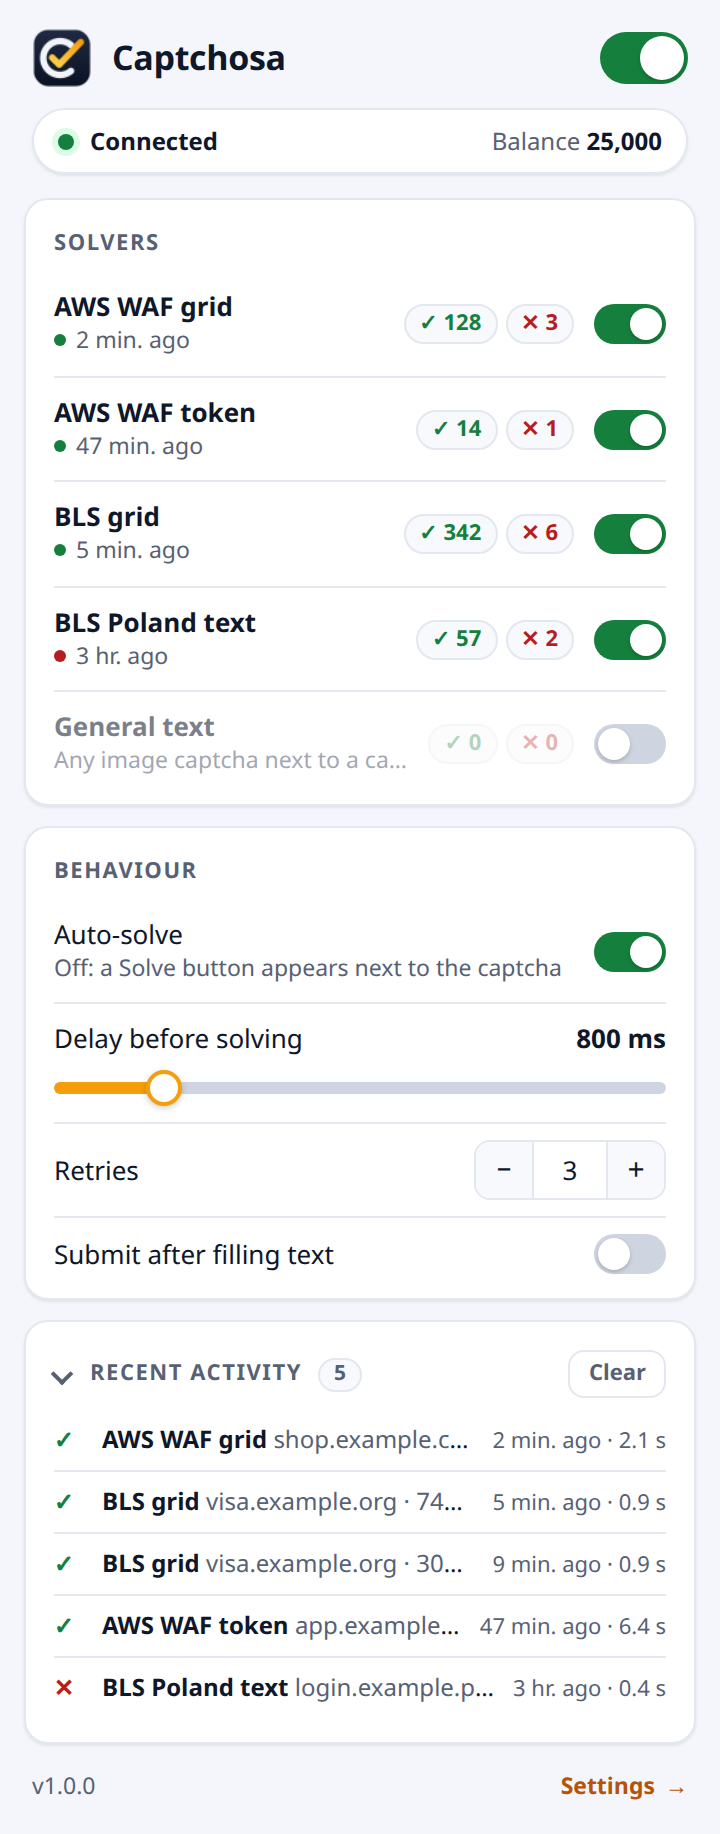 Captchosa
Connected Balance 25,000
SOLVERS
AWS WAF grid ✓ 128 ✕ 3
2 min. ago
AWS WAF token ✓ 14 ✕ 1
47 min. ago
BLS grid ✓ 342 ✕ 6
5 min. ago
BLS Poland text ✓ 57 ✕ 2
3 hr. ago
General text ✓ 0 ✕ 0
Any image captcha next to a ca...
BEHAVIOUR
Auto-solve
Off: a Solve button appears next to the captcha
Delay before solving 800 ms
Retries − 3 +
Submit after filling text
RECENT ACTIVITY 5 Clear
✓ AWS WAF grid shop.example.c... 2 min. ago · 2.1 s
✓ BLS grid visa.example.org · 74... 5 min. ago · 0.9 s
✓ BLS grid visa.example.org · 30... 9 min. ago · 0.9 s
✓ AWS WAF token app.example... 47 min. ago · 6.4 s
✕ BLS Poland text login.example.p... 3 hr. ago · 0.4 s
v1.0.0 Settings →